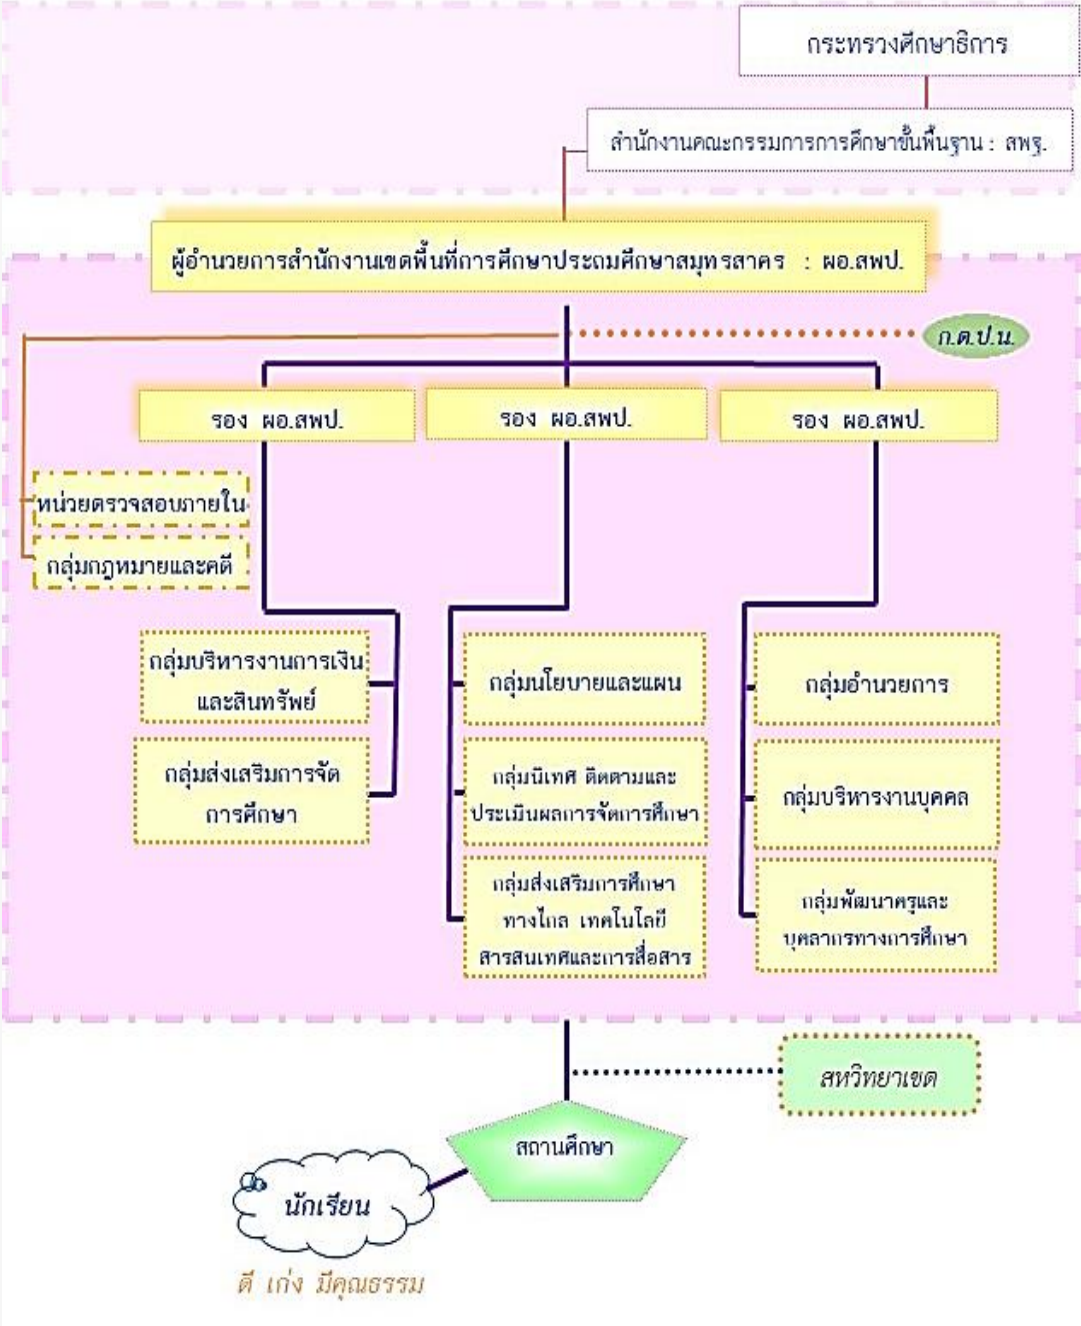 กระทรวงศึกษาธิการ
สำนักงานคณะกรรมการการศึกษาขั้นพื้นฐาน : สพฐ.
ผู้อำนวยการสำนักงานเขตพื้นที่การศึกษาประถมศึกษาสมุทรสาคร : ผอ.สพป.
ก.ต.ป.น.
รอง ผอ.สพป.
รอง ผอ.สพป.
รอง ผอ.สพป.
หน่วยตรวจสอบภายใน
กลุ่มกฎหมายและคดี
กลุ่มบริหารงานการเงิน
และสินทรัพย์
กลุ่มส่งเสริมการจัด
การศึกษา
กลุ่มนโยบายและแผน
กลุ่มนิเทศ ติดตามและ
ประเมินผลการจัดการศึกษา
กลุ่มส่งเสริมการศึกษา
ทางไกล เทคโนโลยี
สารสนเทศและการสื่อสาร
กลุ่มอำนวยการ
กลุ่มบริหารงานบุคคล
กลุ่มพัฒนาครูและ
บุคลากรทางการศึกษา
สหวิทยาเขต
สถานศึกษา
นักเรียน
ดี เก่ง มีคุณธรรม